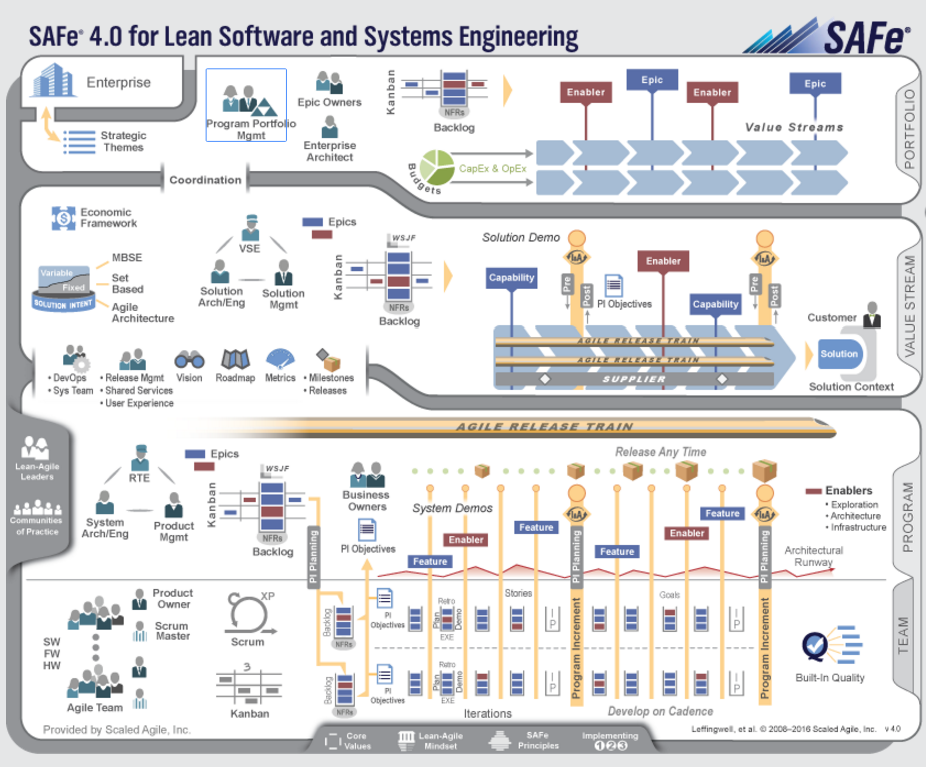 SAFe® 4.0 for Lean Software and Systems Engineering
SAFe®
Enterprise
Strategic
Themes
Program Portfolio
Mgmt
Epic Owners
Enterprise
Architect
Kanban
NFRs
Backlog
Enabler
Epic
Enabler
Epic
Value Streams
Budgets
CapEx & OpEx
PORTFOLIO
Coordination
Economic
Framework
Variable
Fixed
SOLUTION INTENT
MBSE
Set
Based
Agile
Architecture
VSE
Solution
Arch/Eng
Solution
Mgmt
Epics
Kanban
WSJF
NFRs
Backlog
Solution Demo
I&A
I&A
Capability
Pre
Post
PI Objectives
Enabler
Capability
Pre
Post
AGILE RELEASE TRAIN
AGILE RELEASE TRAIN
SUPPLIER
Customer
Solution
Solution Context
VALUE STREAM
• DevOps
• Sys Team
• Release Mgmt
• Shared Services
• User Experience
Vision
Roadmap
Metrics
• Milestones
• Releases
AGILE RELEASE TRAIN
Release Any Time
Lean-Agile
Leaders
Communities
of Practice
RTE
System
Arch/Eng
Product
Mgmt
Epics
Kanban
WSJF
NFRs
Backlog
PI Planning
Business
Owners
PI Objectives
System Demos
Feature
Enabler
Feature
I&A
PI Planning
Feature
Enabler
Feature
I&A
PI Planning
Enablers
• Exploration
• Architecture
• Infrastructure
Architectural
Runway
PROGRAM
SW
FW
HW
Agile Team
Product
Owner
Scrum
Master
XP
Scrum
3
Kanban
Backlog
NFRs
Backlog
NFRs
PI
Objectives
PI
Objectives
Plan
Retro
EXE
Demo
Stories
I P
Program Increment
Goals
I P
Program Increment
Plan
Retro
EXE
Demo
I P
I P
Iterations
Develop on Cadence
Q
Built-In Quality
TEAM
Provided by Scaled Agile, Inc.
Leffingwell, et al. © 2008–2016 Scaled Agile, Inc. v 4.0
Core
Values
Lean-Agile
Mindset
SAFe
Principles
Implementing
1 2 3